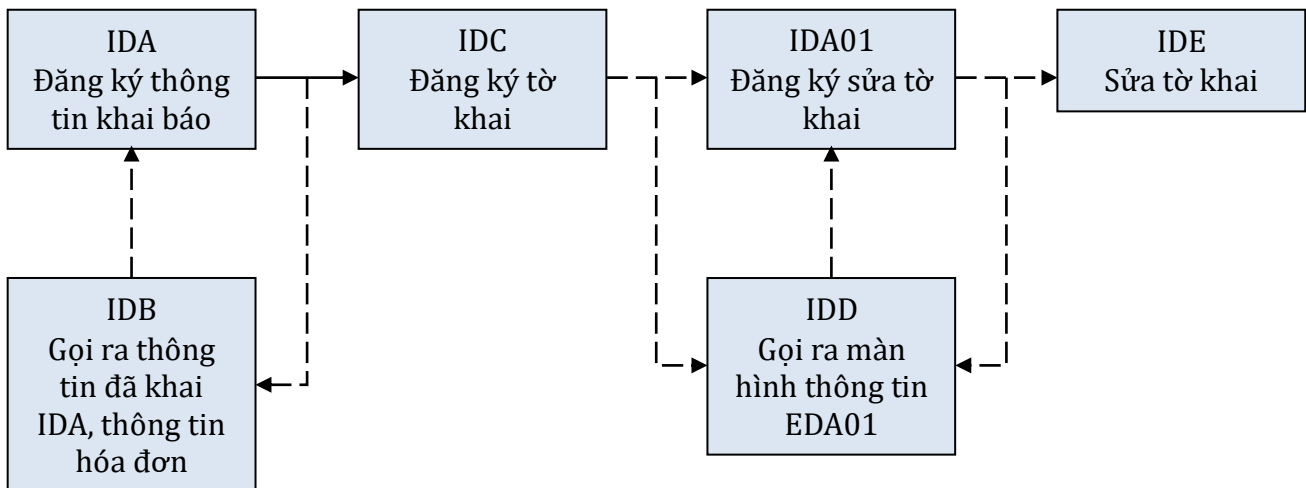 IDA
Đăng ký thông
tin khai báo
IDC
Đăng ký tờ
khai
IDA01
Đăng ký sửa tờ
khai
IDE
Sửa tờ khai
IDB
Gọi ra thông
tin đã khai
IDA, thông tin
hóa đơn
IDD
Gọi ra màn
hình thông tin
EDA01